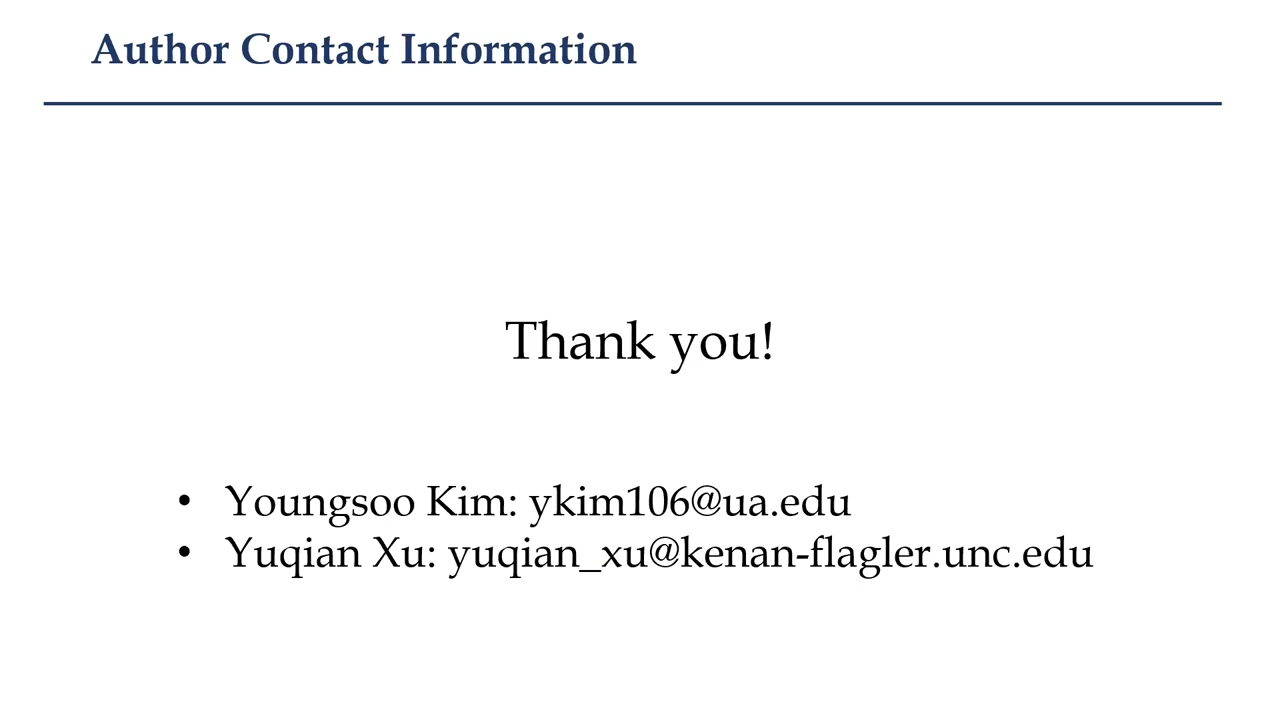 Author Contact Information
Thank you!
• Youngsoo Kim: ykim106@ua.edu
• Yuqian Xu: yuqian_xu@kenan-flagler.unc.edu